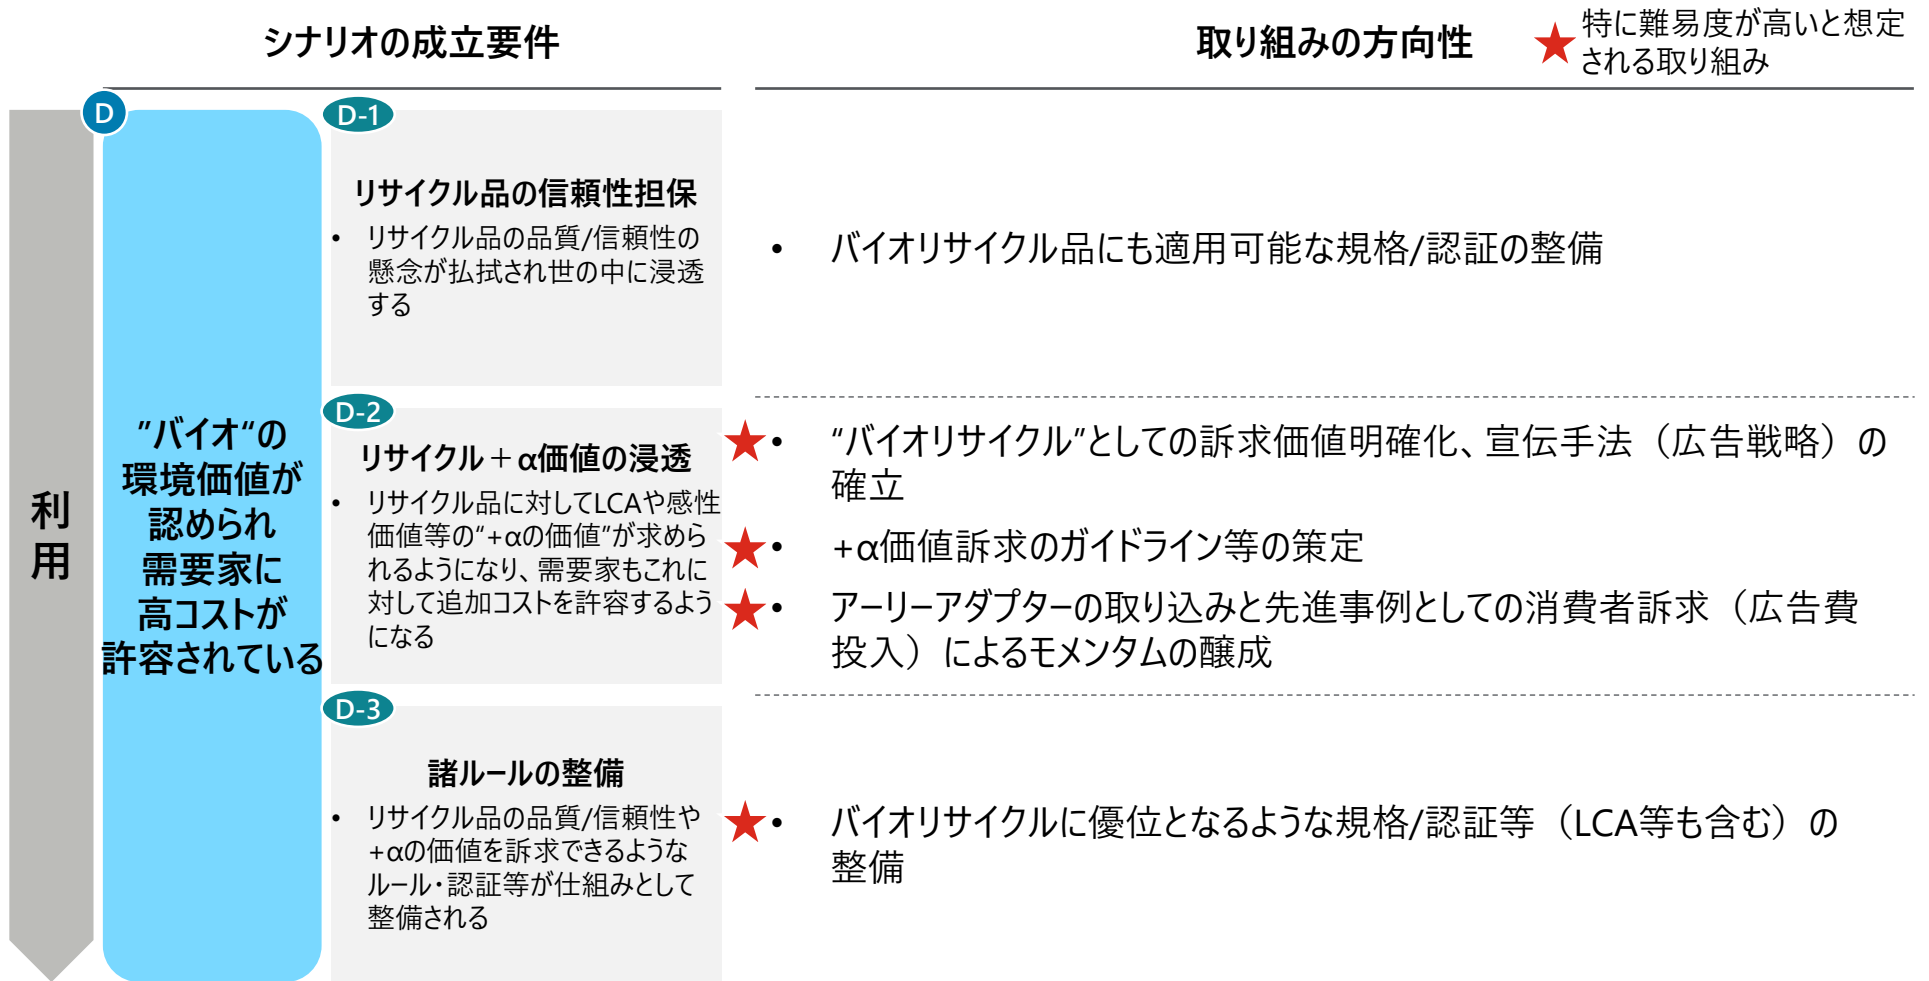 シナリオの成立要件
取り組みの方向性
★特に難易度が高いと想定
される取り組み
利
用
D
”バイオ“の
環境価値が
認められ
需要家に
高コストが
許容されている
D-1
リサイクル品の信頼性担保
• リサイクル品の品質/信頼性の
懸念が払拭され世の中に浸透
する
• バイオリサイクル品にも適用可能な規格/認証の整備
D-2
リサイクル＋α価値の浸透
• リサイクル品に対してLCAや感性
価値等の“+αの価値”が求めら
れるようになり、需要家もこれに
対して追加コストを許容するよう
になる
★• “バイオリサイクル”としての訴求価値明確化、宣伝手法（広告戦略）の
確立
★• +α価値訴求のガイドライン等の策定
★• アーリーアダプターの取り込みと先進事例としての消費者訴求（広告費
投入）によるモメンタムの醸成
D-3
諸ルールの整備
• リサイクル品の品質/信頼性や
+αの価値を訴求できるような
ルール・認証等が仕組みとして
整備される
★• バイオリサイクルに優位となるような規格/認証等（LCA等も含む）の
整備